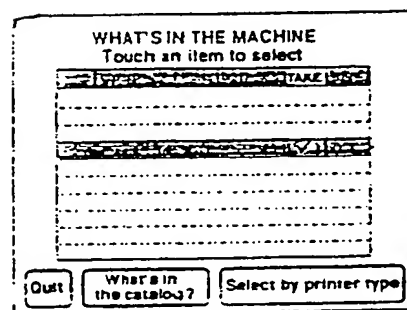 WHAT'S IN THE MACHINE
Touch an item to select
TAKE
Quit
What's in
the catalog?
Select by printer type